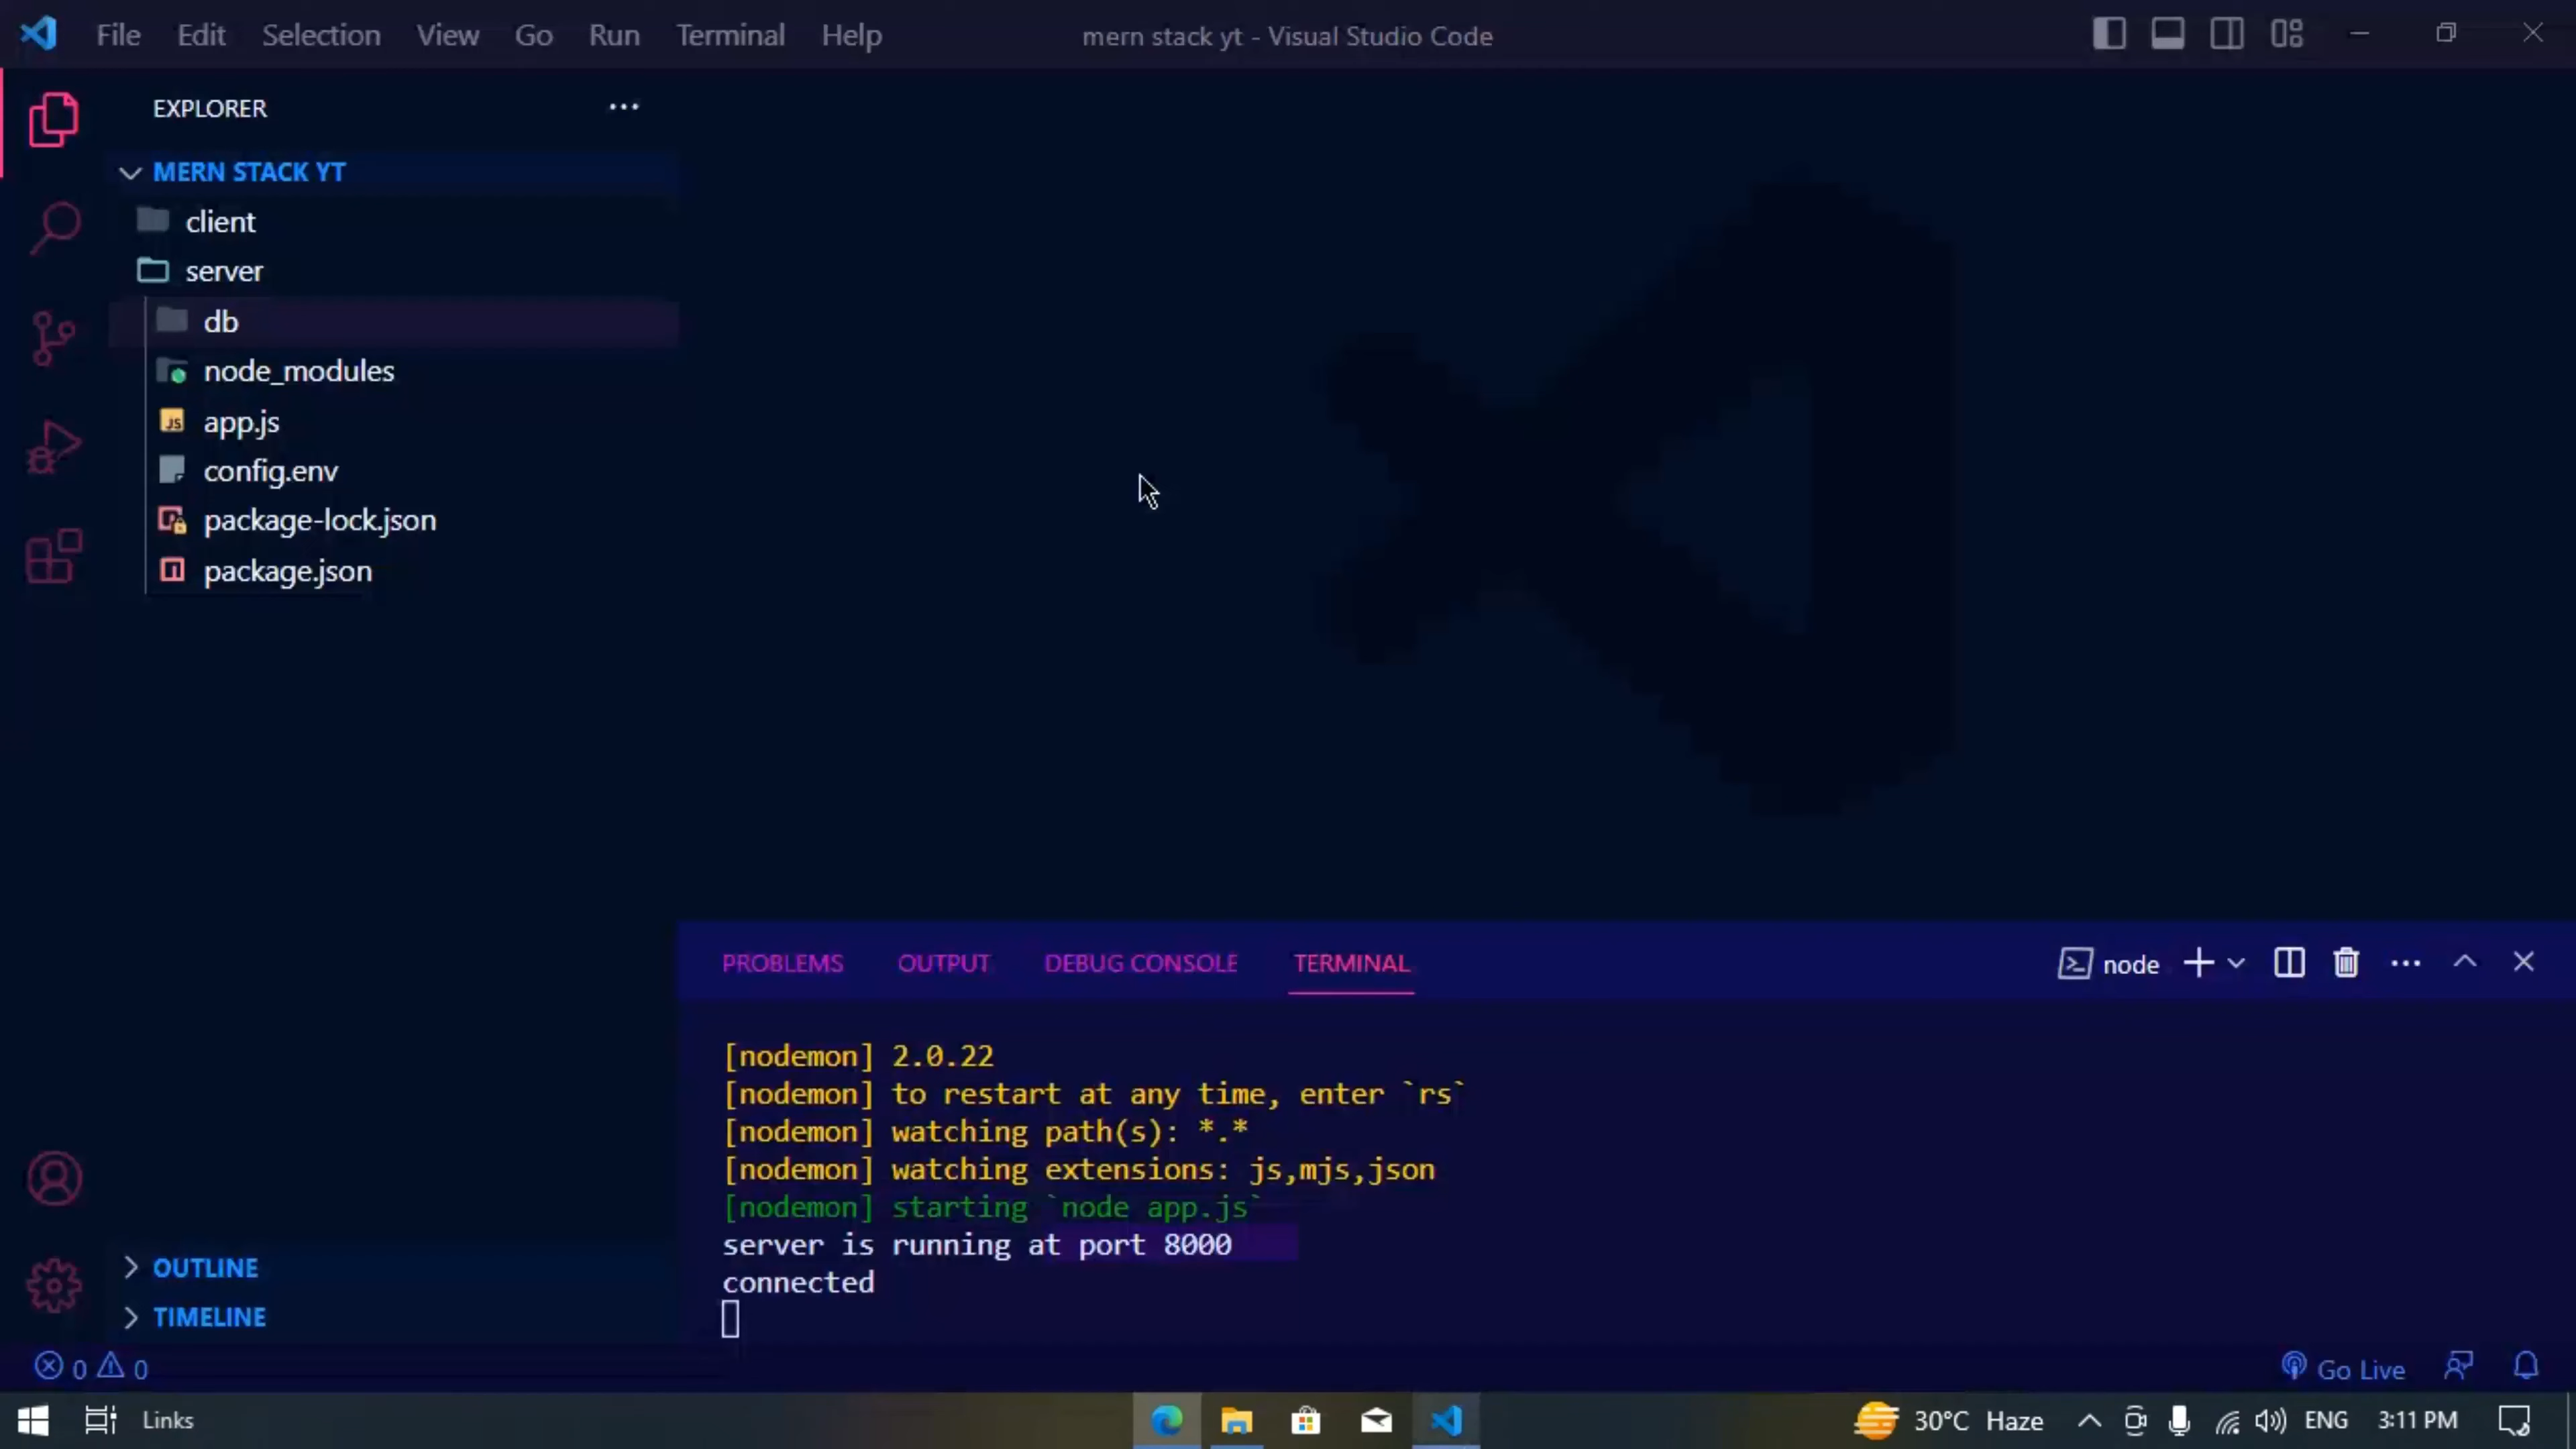 File Edit Selection View Go Run Terminal Help
mern stack yt - Visual Studio Code
EXPLORER
MERN STACK YT
client
server
db
node_modules
app.js
config.env
package-lock.json
package.json
PROBLEMS OUTPUT DEBUG CONSOLE TERMINAL
node
[nodemon] 2.0.22
[nodemon] to restart at any time, enter `rs`
[nodemon] watching path(s): *.*
[nodemon] watching extensions: js,mjs,json
[nodemon] starting `node app.js`
server is running at port 8000
connected
OUTLINE
TIMELINE
0 0
Go Live
Links
30°C Haze
ENG
3:11 PM